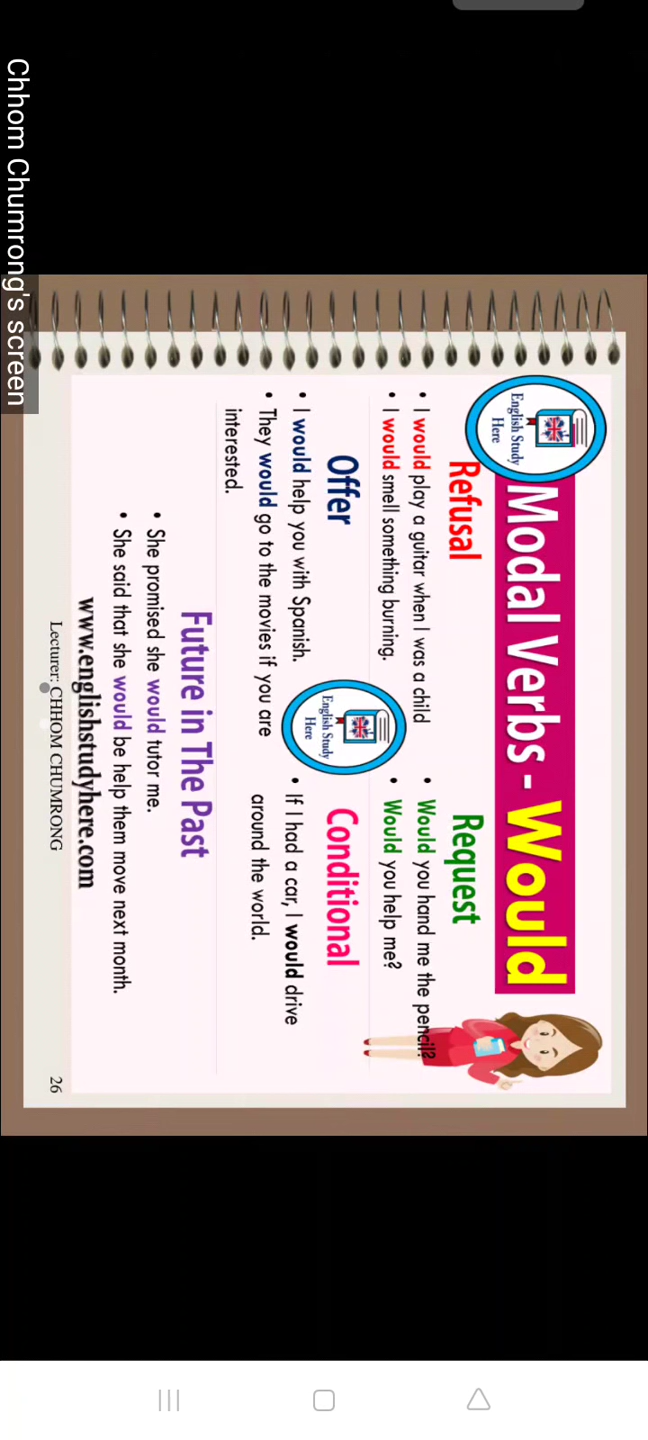 Chhom Chumrong's screen
English Study
Here
Modal Verbs - Would
Refusal
• I would play a guitar when I was a child
• I would smell something burning.
Request
• Would you hand me the pencil?
• Would you help me?
Offer
• I would help you with Spanish.
• They would go to the movies if you are
interested.
English Study
Here
Conditional
• If I had a car, I would drive
around the world.
Future in The Past
• She promised she would tutor me.
• She said that she would be help them move next month.
www.englishstudyhere.com
Lecturer: CHHOM CHUMRONG
26